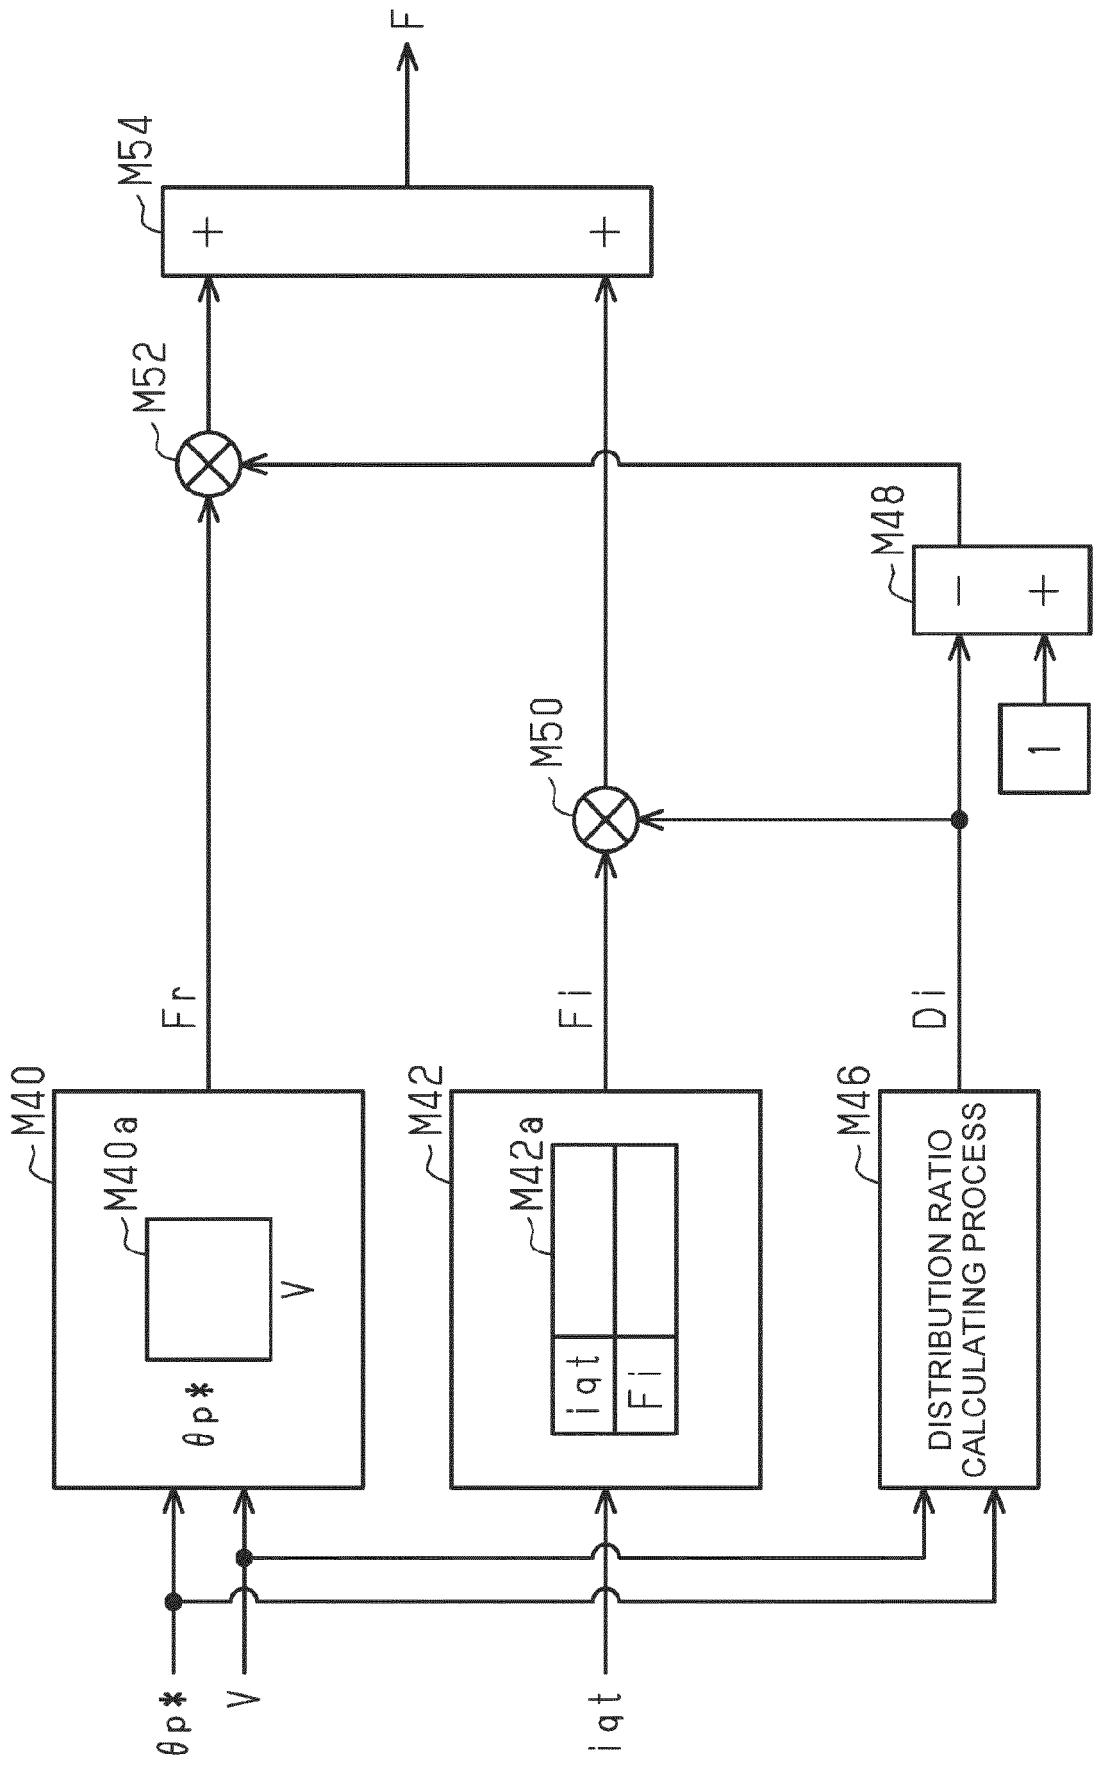 θp*
V
iqt
M40
M40a
θp*
V
Fr
M42
M42a
iqt
Fi
Fi
M46
DISTRIBUTION RATIO
CALCULATING PROCESS
Di
M50
1
M48
−
+
M52
M54
+
+
F